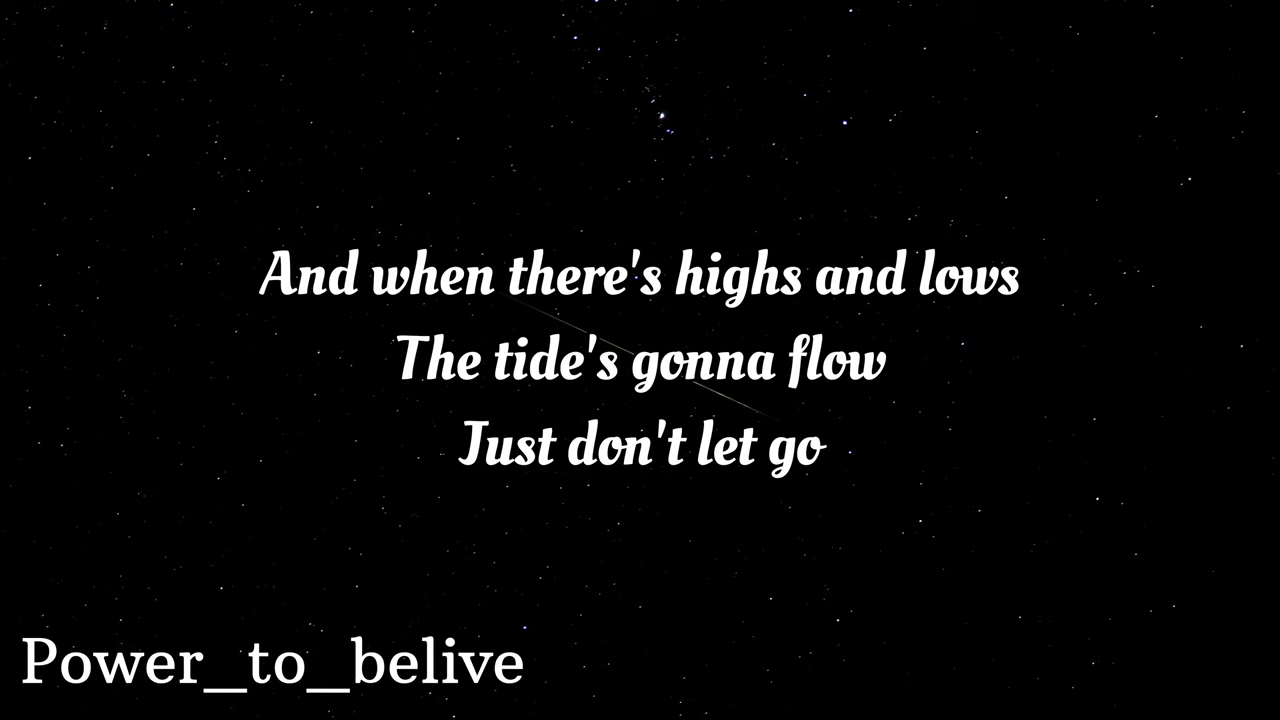 And when there's highs and lows
The tide's gonna flow
Just don't let go
Power_to_belive